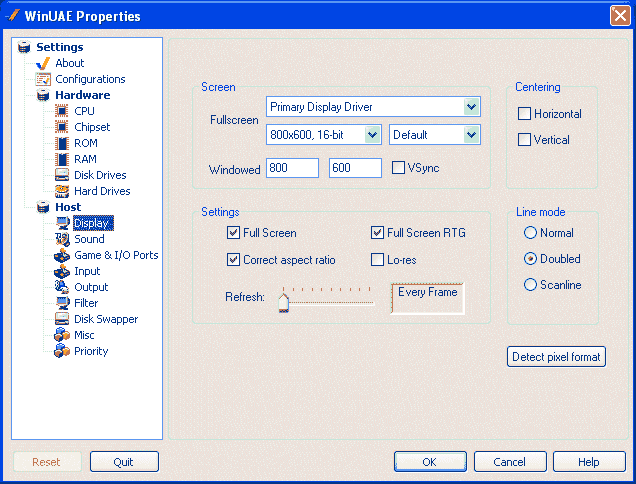 WinUAE Properties
Settings
About
Configurations
Hardware
CPU
Chipset
ROM
RAM
Disk Drives
Hard Drives
Host
Display
Sound
Game & I/O Ports
Input
Output
Filter
Disk Swapper
Misc
Priority
Screen
Fullscreen
Primary Display Driver
800x600, 16-bit
Default
Windowed
800
600
VSync
Centering
Horizontal
Vertical
Settings
Full Screen
Full Screen RTG
Correct aspect ratio
Lo-res
Refresh:
Every Frame
Line mode
Normal
Doubled
Scanline
Detect pixel format
Reset
Quit
OK
Cancel
Help